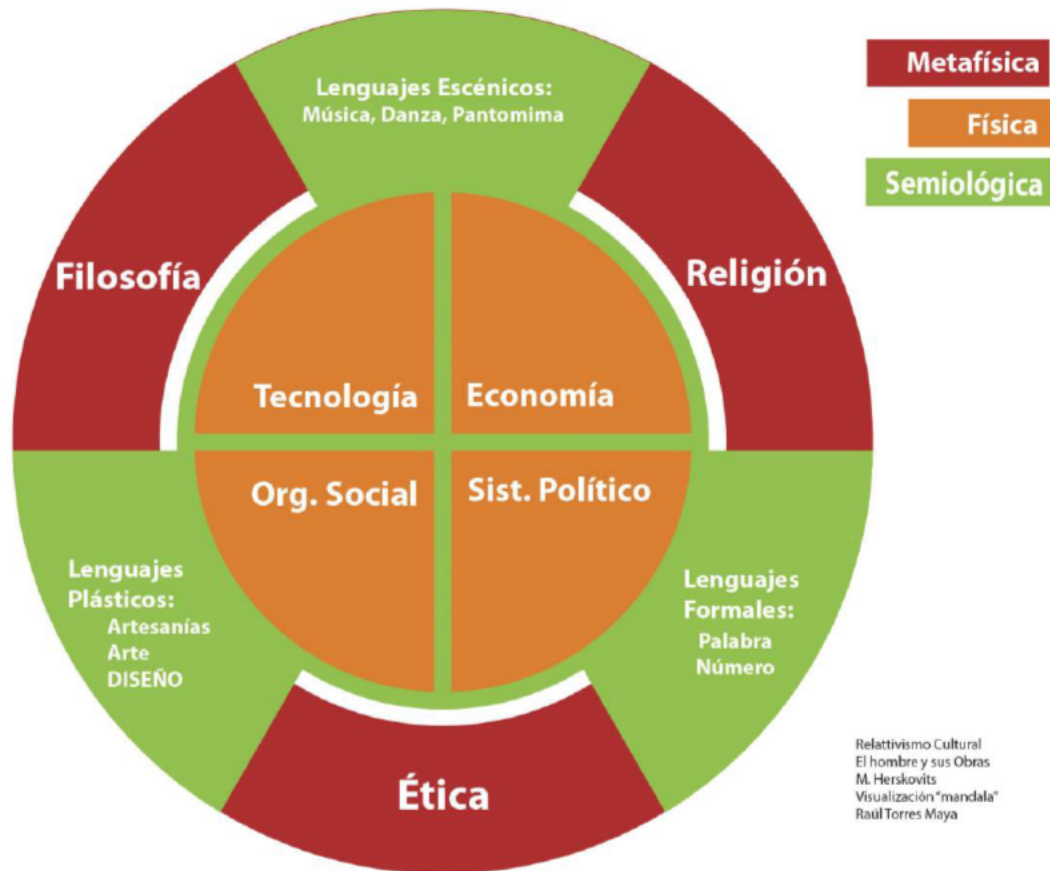 Lenguajes Escénicos:
Música, Danza, Pantomima
Metafísica
Física
Semiológica
Filosofía
Religión
Tecnología
Economía
Org. Social
Sist. Político
Lenguajes
Plásticos:
Artesanías
Arte
DISEÑO
Lenguajes
Formales:
Palabra
Número
Ética
Relattivismo Cultural
El hombre y sus Obras
M. Herskovits
Visualización "mandala"
Raúl Torres Maya